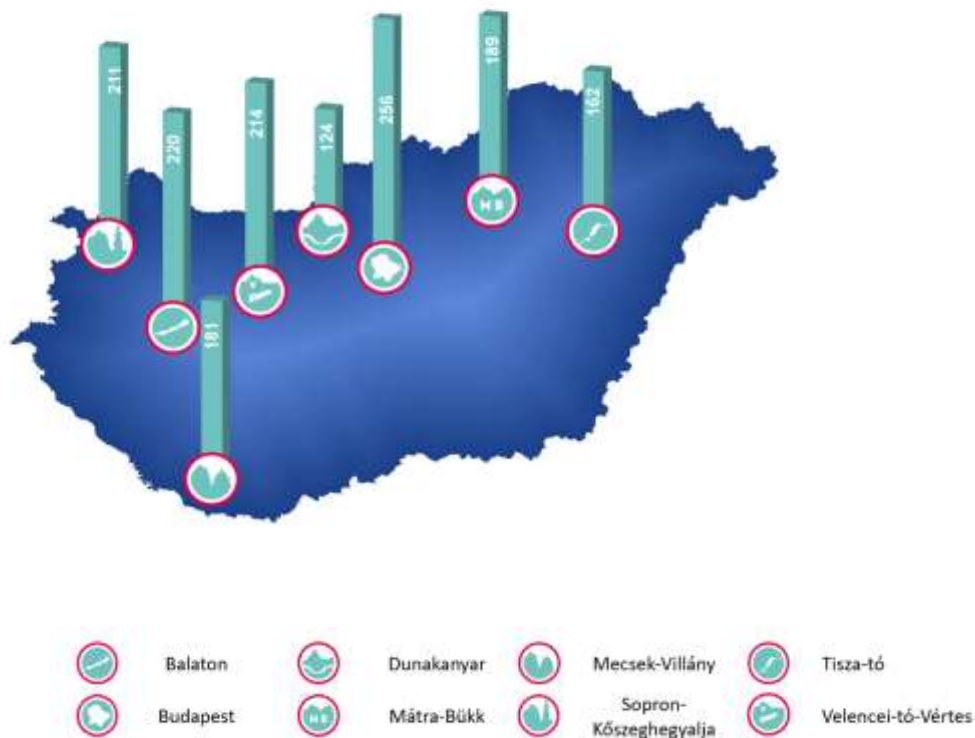 211
220
214
124
256
189
162
181
M B
Balaton
Dunakanyar
Mecsek-Villány
Tisza-tó
Budapest
M B
Mátra-Bükk
Sopron-
Kőszeghegyalja
Velencei-tó-Vértes